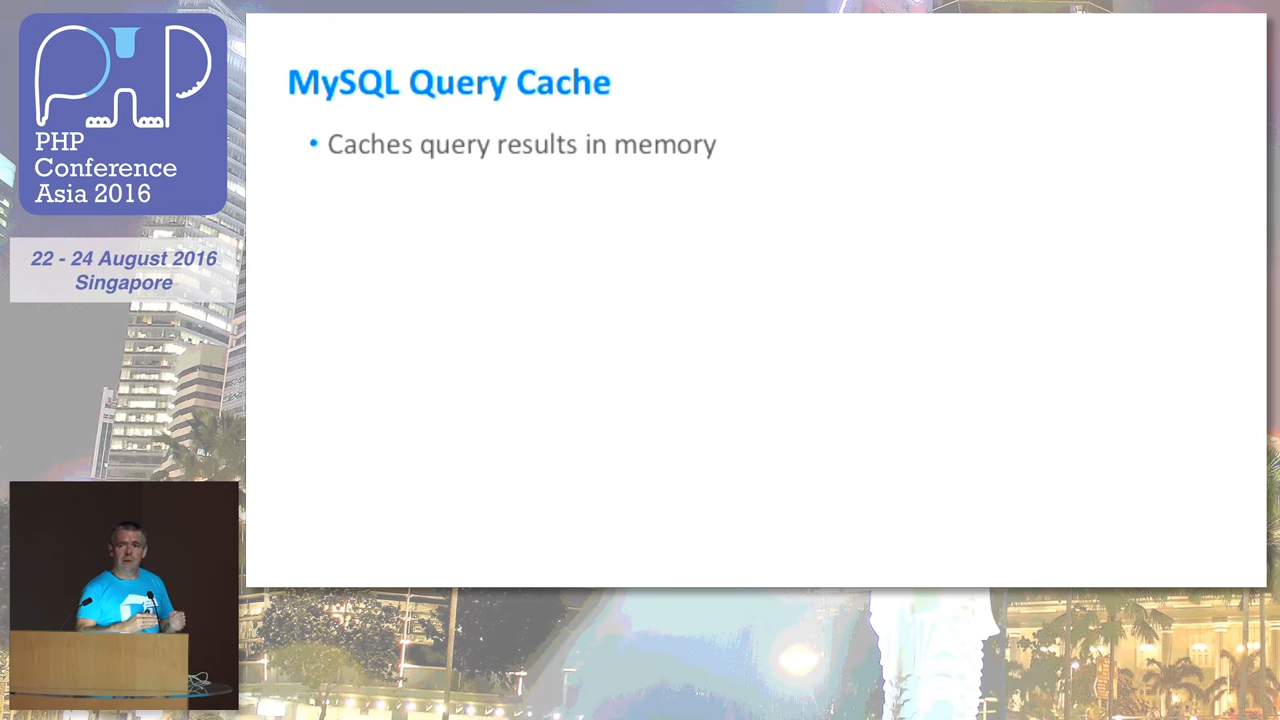 PHP
Conference
Asia 2016
22 - 24 August 2016
Singapore
MySQL Query Cache
• Caches query results in memory